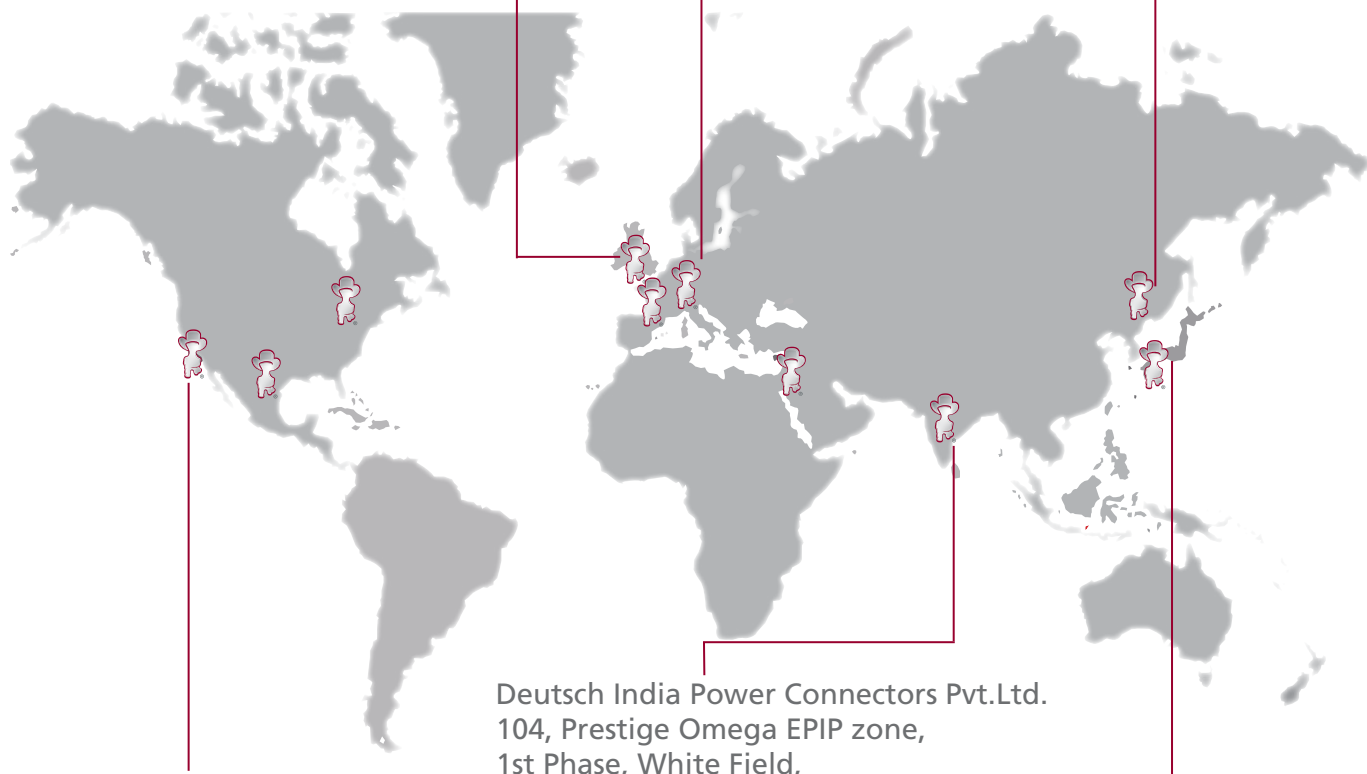 Deutsch India Power Connectors Pvt.Ltd.
104, Prestige Omega EPIP zone,
1st Phase, White Field,